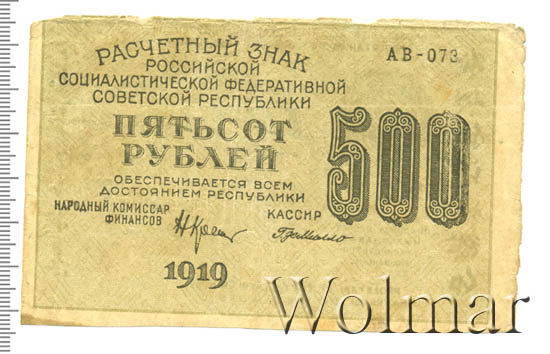 РАСЧЕТНЫЙ ЗНАК
АВ-073
РОССИЙСКОЙ
СОЦИАЛИСТИЧЕСКОЙ ФЕДЕРАТИВНОЙ
СОВЕТСКОЙ РЕСПУБЛИКИ
ПЯТЬСОТ
РУБЛЕЙ
500
ОБЕСПЕЧИВАЕТСЯ ВСЕМ
ДОСТОЯНИЕМ РЕСПУБЛИКИ
НАРОДНЫЙ КОМИССАР
ФИНАНСОВ
КАССИР
1919
Wolmar